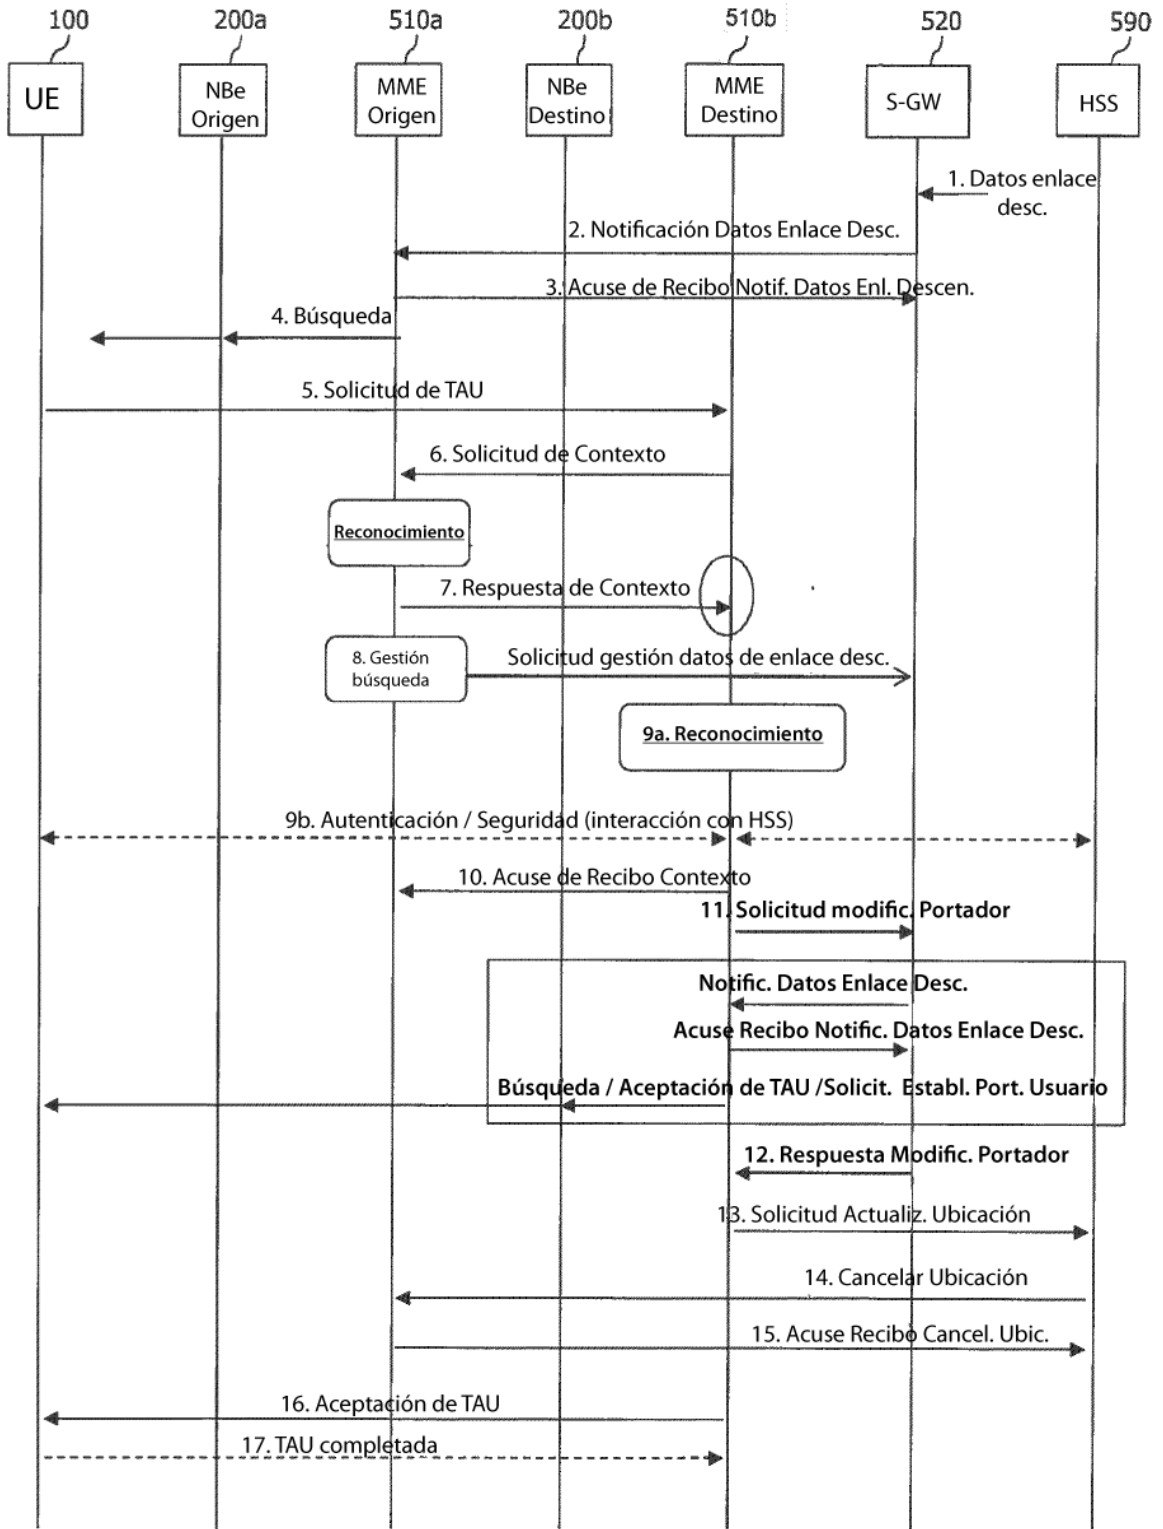 100
200a
510a
200b
510b
520
590
UE
NBe
Origen
MME
Origen
NBe
Destino
MME
Destino
S-GW
HSS
1. Datos enlace
desc.
2. Notificación Datos Enlace Desc.
3. Acuse de Recibo Notif. Datos Enl. Descen.
4. Búsqueda
5. Solicitud de TAU
6. Solicitud de Contexto
Reconocimiento
7. Respuesta de Contexto
8. Gestión
búsqueda
Solicitud gestión datos de enlace desc.
9a. Reconocimiento
9b. Autenticación / Seguridad (interacción con HSS)
10. Acuse de Recibo Contexto
11. Solicitud modific. Portador
Notific. Datos Enlace Desc.
Acuse Recibo Notific. Datos Enlace Desc.
Búsqueda / Aceptación de TAU /Solicit. Establ. Port. Usuario
12. Respuesta Modific. Portador
13. Solicitud Actualiz. Ubicación
14. Cancelar Ubicación
15. Acuse Recibo Cancel. Ubic.
16. Aceptación de TAU
17. TAU completada